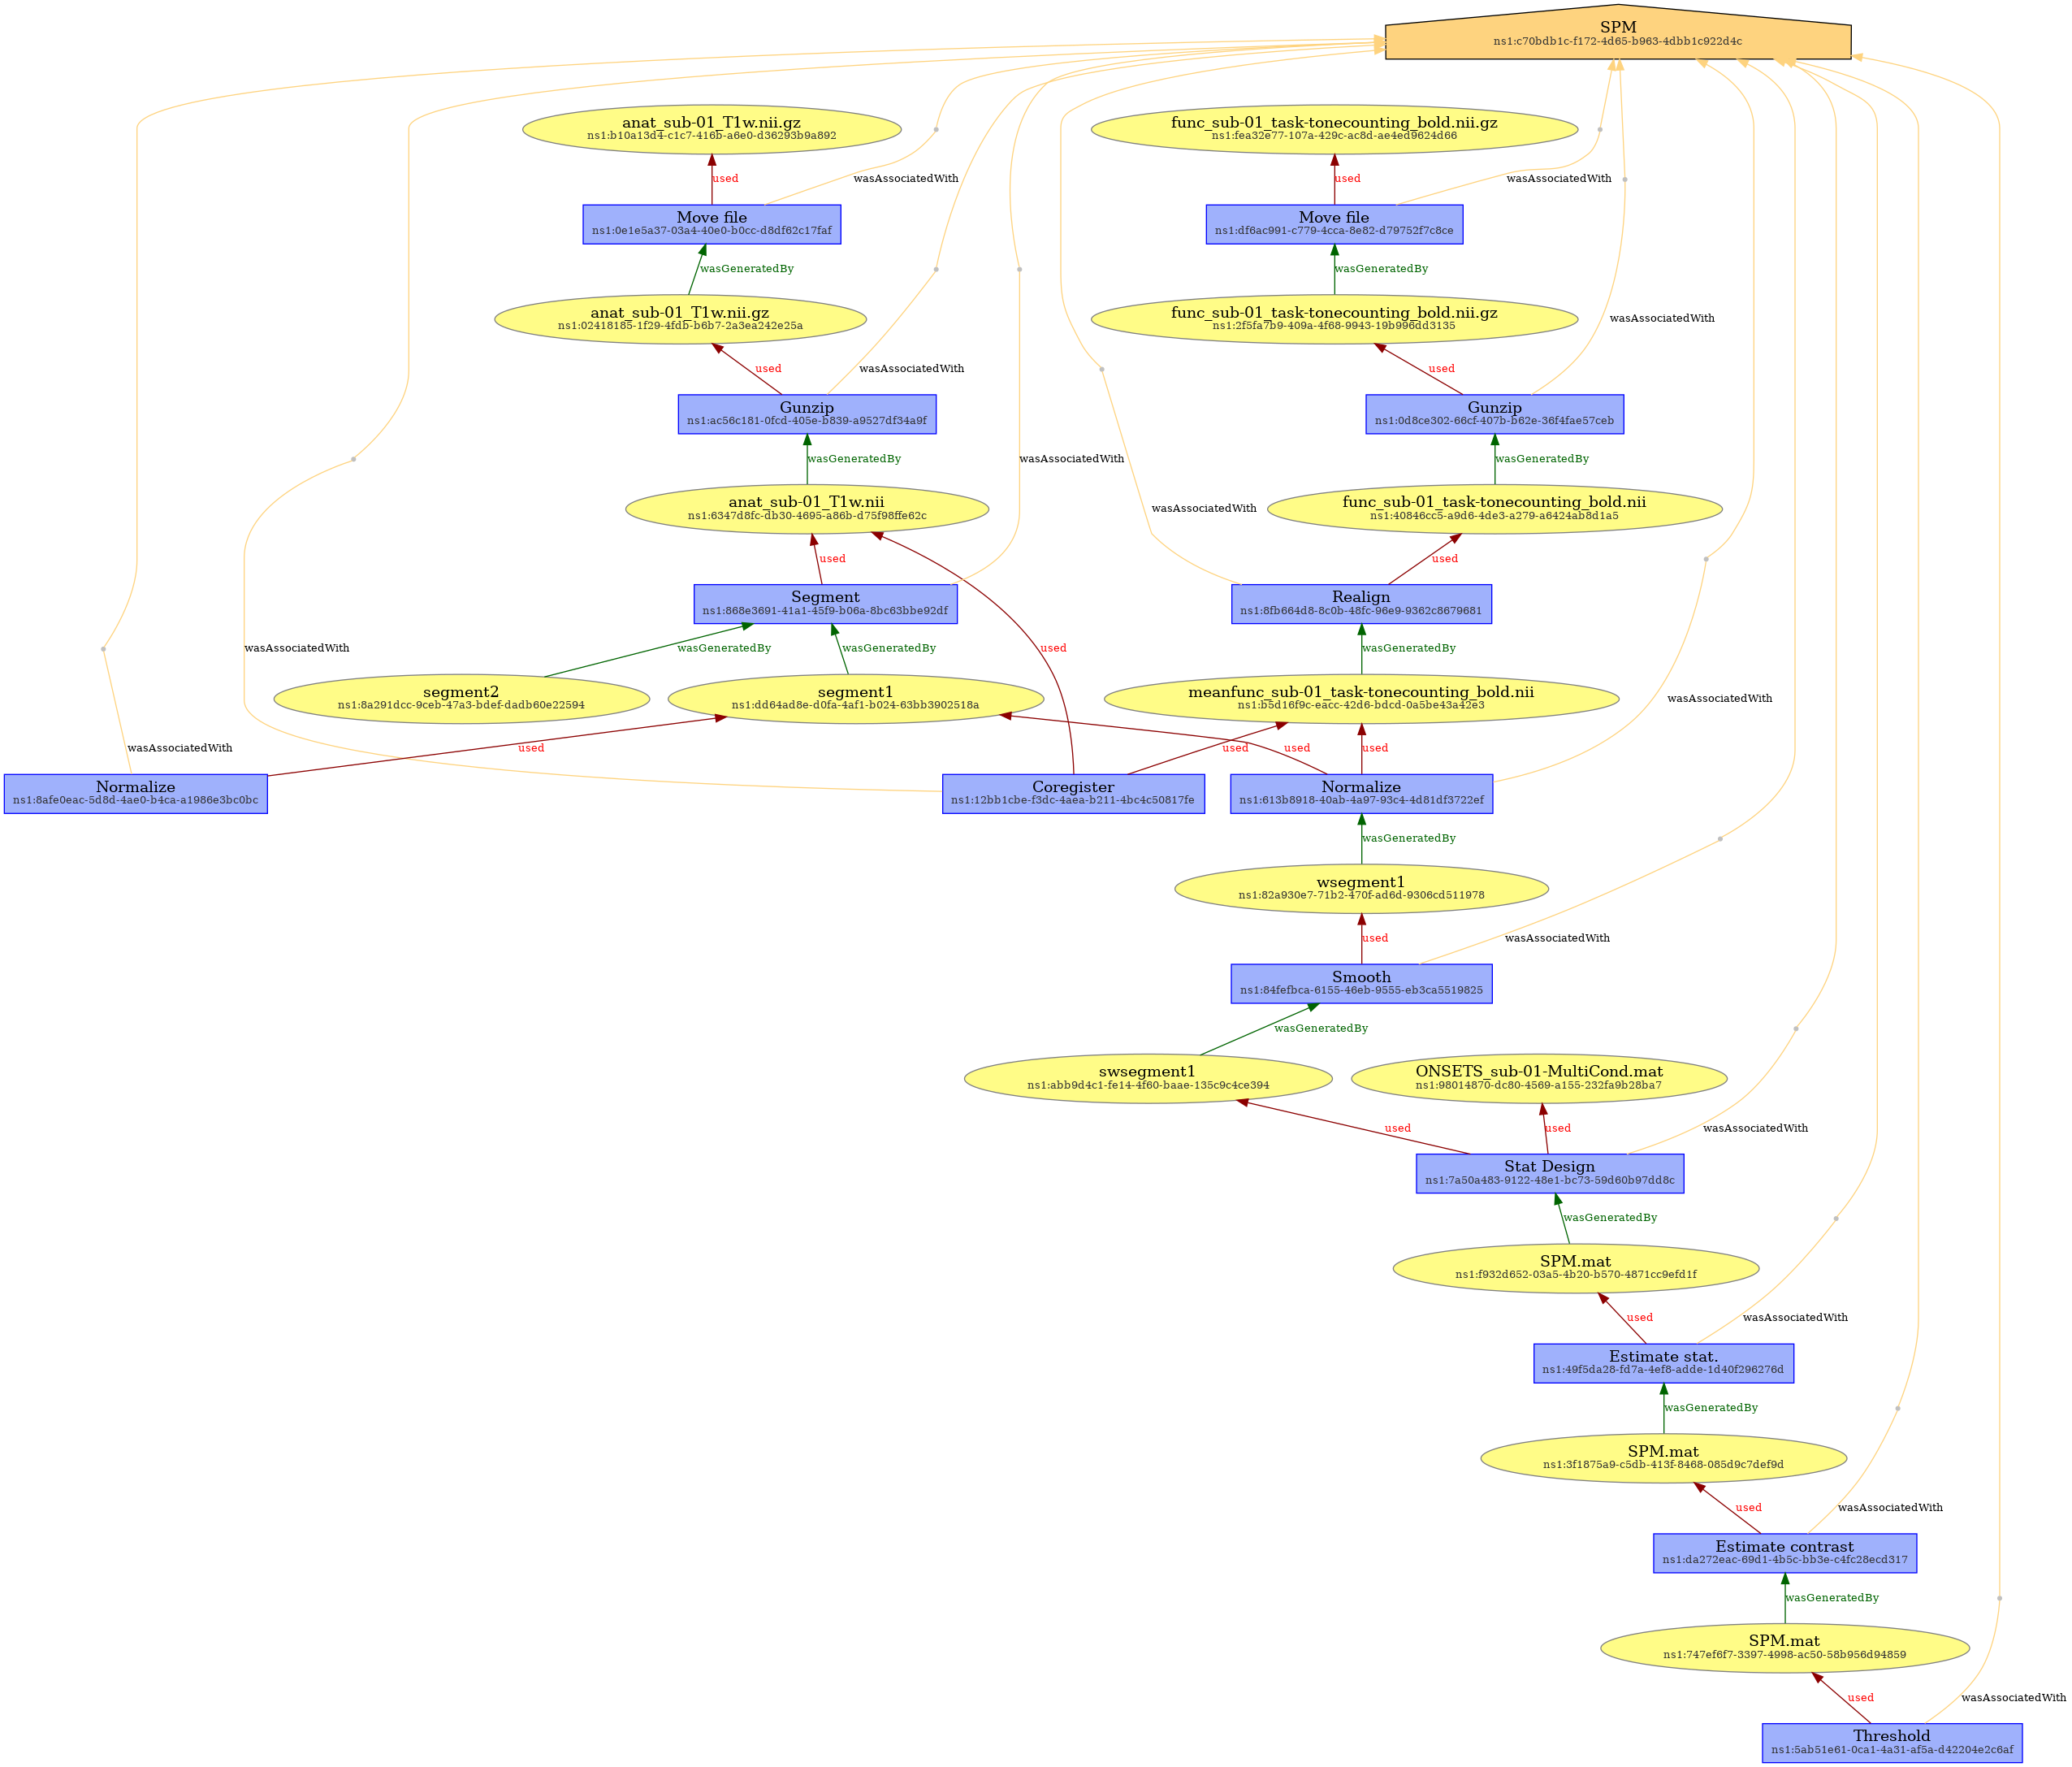 SPM
ns1:c70bdb1c-f172-4d65-b963-4dbb1c922d4c
anat_sub-01_T1w.nii.gz
ns1:b10a13d4-c1c7-416b-a6e0-d36293b9a892
func_sub-01_task-tonecounting_bold.nii.gz
ns1:fea32e77-107a-429c-ac8d-ae4ed9624d66
used
wasAssociatedWith
used
wasAssociatedWith
Move file
ns1:0e1e5a37-03a4-40e0-b0cc-d8df62c17faf
Move file
ns1:df6ac991-c779-4cca-8e82-d79752f7c8ce
wasGeneratedBy
wasGeneratedBy
anat_sub-01_T1w.nii.gz
ns1:02418185-1f29-4fdb-b6b7-2a3ea242e25a
func_sub-01_task-tonecounting_bold.nii.gz
ns1:2f5fa7b9-409a-4f68-9943-19b996dd3135
wasAssociatedWith
used
wasAssociatedWith
used
Gunzip
ns1:ac56c181-0fcd-405e-b839-a9527df34a9f
Gunzip
ns1:0d8ce302-66cf-407b-b62e-36f4fae57ceb
wasGeneratedBy
wasAssociatedWith
wasGeneratedBy
anat_sub-01_T1w.nii
ns1:6347d8fc-db30-4695-a86b-d75f98ffe62c
wasAssociatedWith
func_sub-01_task-tonecounting_bold.nii
ns1:40846cc5-a9d6-4de3-a279-a6424ab8d1a5
used
used
Segment
ns1:868e3691-41a1-45f9-b06a-8bc63bbe92df
Realign
ns1:8fb664d8-8c0b-48fc-96e9-9362c8679681
wasAssociatedWith
wasGeneratedBy
wasGeneratedBy
used
wasGeneratedBy
segment2
ns1:8a291dcc-9ceb-47a3-bdef-dadb60e22594
segment1
ns1:dd64ad8e-d0fa-4af1-b024-63bb3902518a
meanfunc_sub-01_task-tonecounting_bold.nii
ns1:b5d16f9c-eacc-42d6-bdcd-0a5be43a42e3
wasAssociatedWith
wasAssociatedWith
used
used
used
used
Normalize
ns1:8afe0eac-5d8d-4ae0-b4ca-a1986e3bc0bc
Coregister
ns1:12bb1cbe-f3dc-4aea-b211-4bc4c50817fe
Normalize
ns1:613b8918-40ab-4a97-93c4-4d81df3722ef
wasGeneratedBy
wsegment1
ns1:82a930e7-71b2-470f-ad6d-9306cd511978
used
wasAssociatedWith
Smooth
ns1:84fefbca-6155-46eb-9555-eb3ca5519825
wasGeneratedBy
swsegment1
ns1:abb9d4c1-fe14-4f60-baae-135c9c4ce394
ONSETS_sub-01-MultiCond.mat
ns1:98014870-dc80-4569-a155-232fa9b28ba7
used
used
wasAssociatedWith
Stat Design
ns1:7a50a483-9122-48e1-bc73-59d60b97dd8c
wasGeneratedBy
SPM.mat
ns1:f932d652-03a5-4b20-b570-4871cc9efd1f
used
wasAssociatedWith
Estimate stat.
ns1:49f5da28-fd7a-4ef8-adde-1d40f296276d
wasGeneratedBy
SPM.mat
ns1:3f1875a9-c5db-413f-8468-085d9c7def9d
used
wasAssociatedWith
Estimate contrast
ns1:da272eac-69d1-4b5c-bb3e-c4fc28ecd317
wasGeneratedBy
SPM.mat
ns1:747ef6f7-3397-4998-ac50-58b956d94859
used
wasAssociatedWith
Threshold
ns1:5ab51e61-0ca1-4a31-af5a-d42204e2c6af